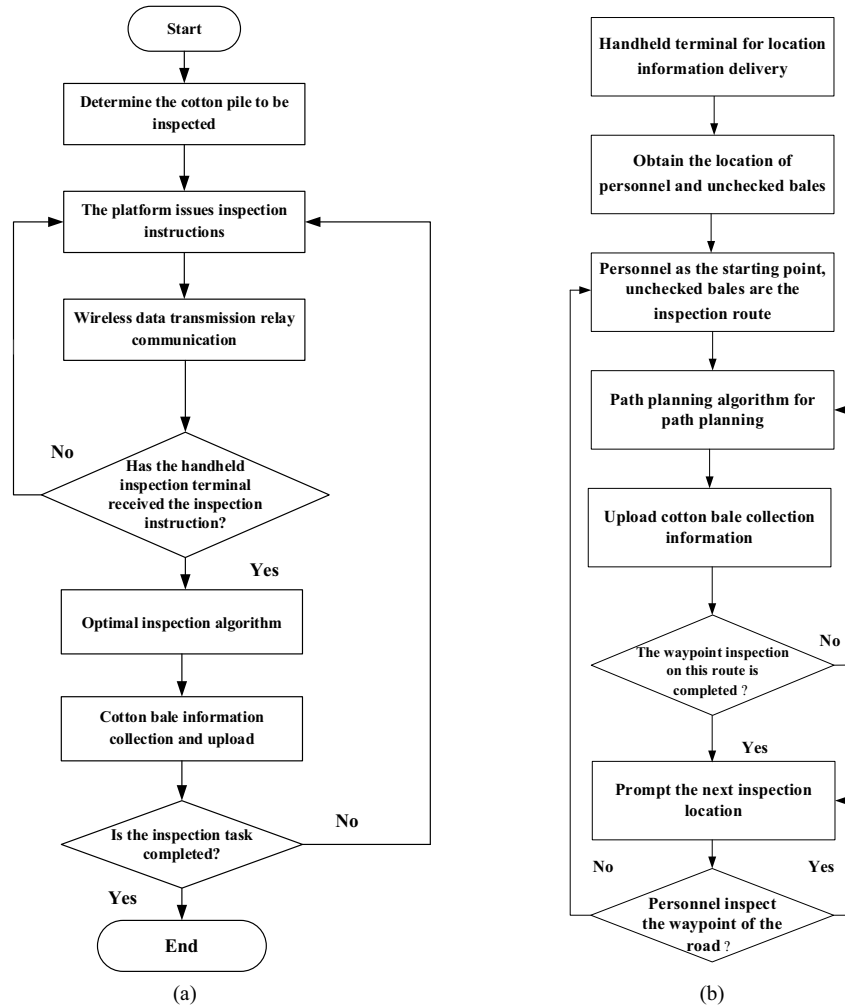 Start
Determine the cotton pile to be
inspected
The platform issues inspection
instructions
Wireless data transmission relay
communication
No
Has the handheld
inspection terminal
received the inspection
instruction?
Yes
Optimal inspection algorithm
Cotton bale information
collection and upload
Is the inspection task
completed?
No
Yes
End
(a)
Handheld terminal for location
information delivery
Obtain the location of
personnel and unchecked bales
Personnel as the starting point,
unchecked bales are the
inspection route
Path planning algorithm for
path planning
Upload cotton bale collection
information
The waypoint inspection
on this route is
completed ?
No
Yes
Prompt the next inspection
location
No
Yes
Personnel inspect
the waypoint of the
road ?
(b)